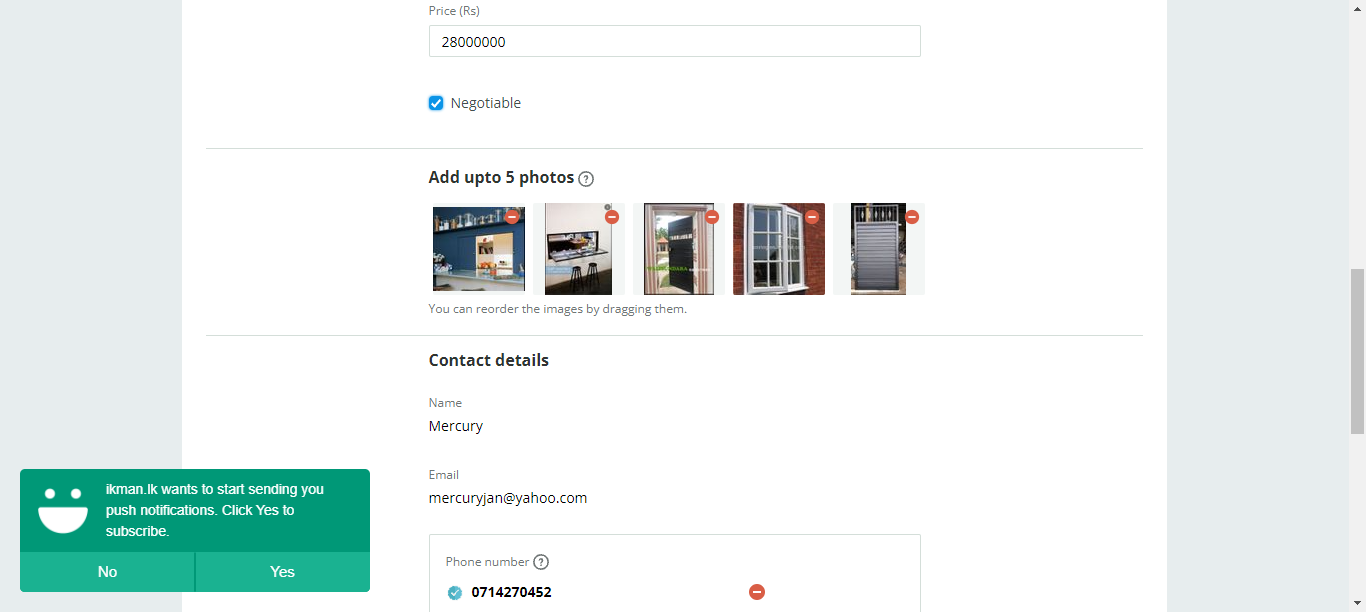 Price (Rs)
28000000
Negotiable
Add upto 5 photos ?
You can reorder the images by dragging them.
Contact details
Name
Mercury
Email
mercuryjan@yahoo.com
Phone number ?
0714270452
ikman.lk wants to start sending you
push notifications. Click Yes to
subscribe.
No
Yes